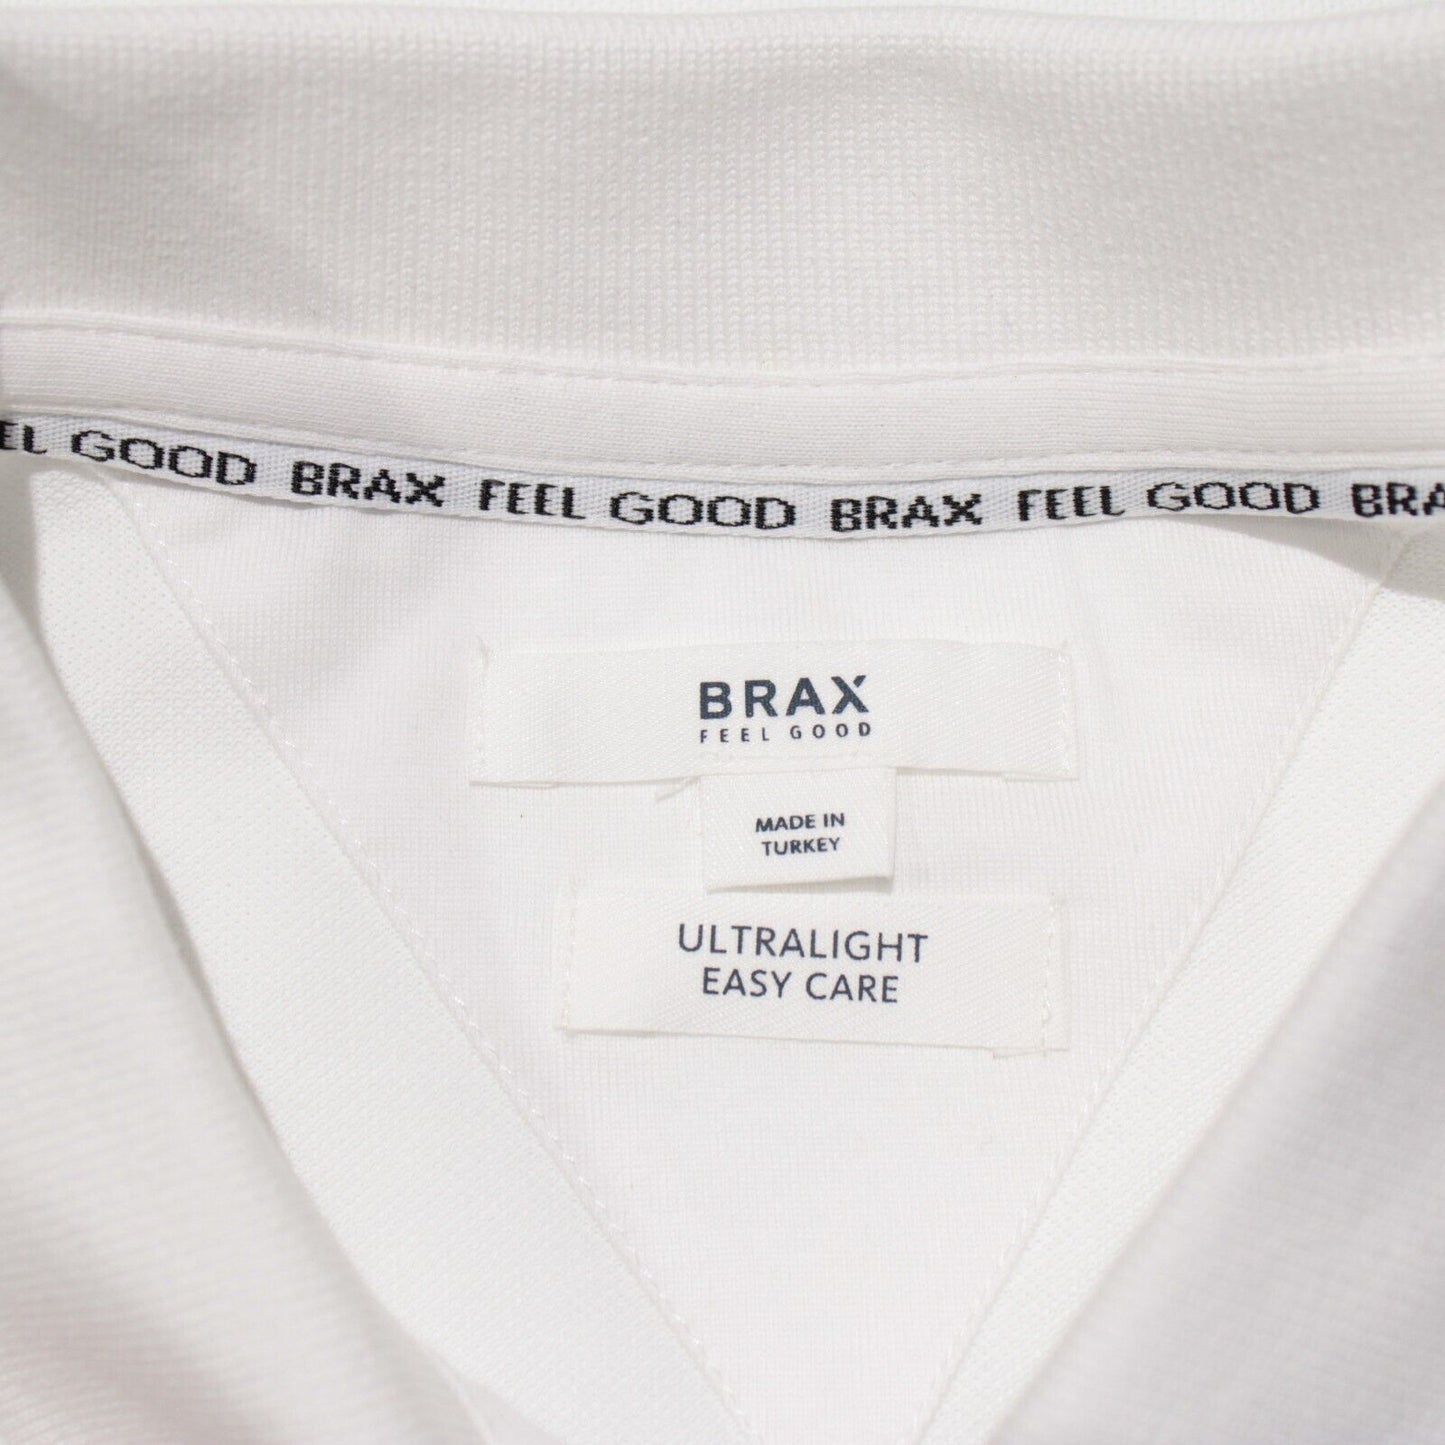 EL GOOD BRAX FEEL GOOD BRAX FEEL GOOD BRA
BRAX
FEEL GOOD
MADE IN
TURKEY
ULTRALIGHT
EASY CARE